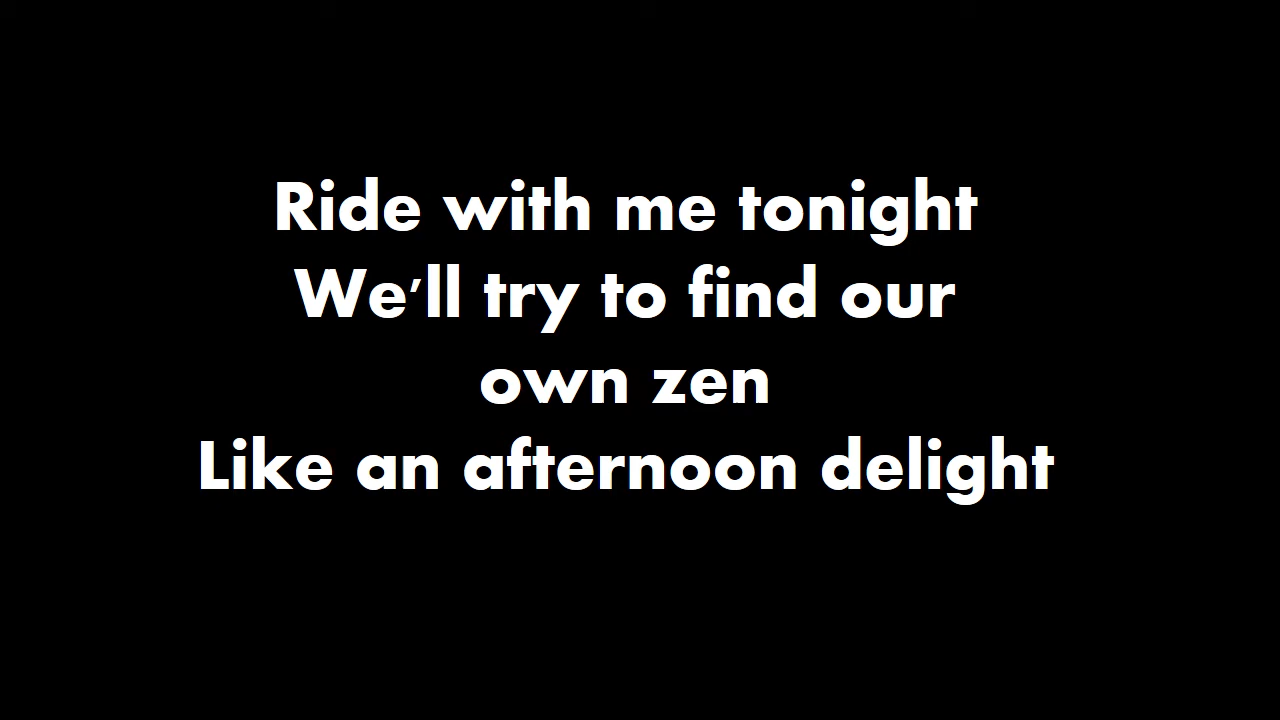 Ride with me tonight
We'll try to find our
own zen
Like an afternoon delight